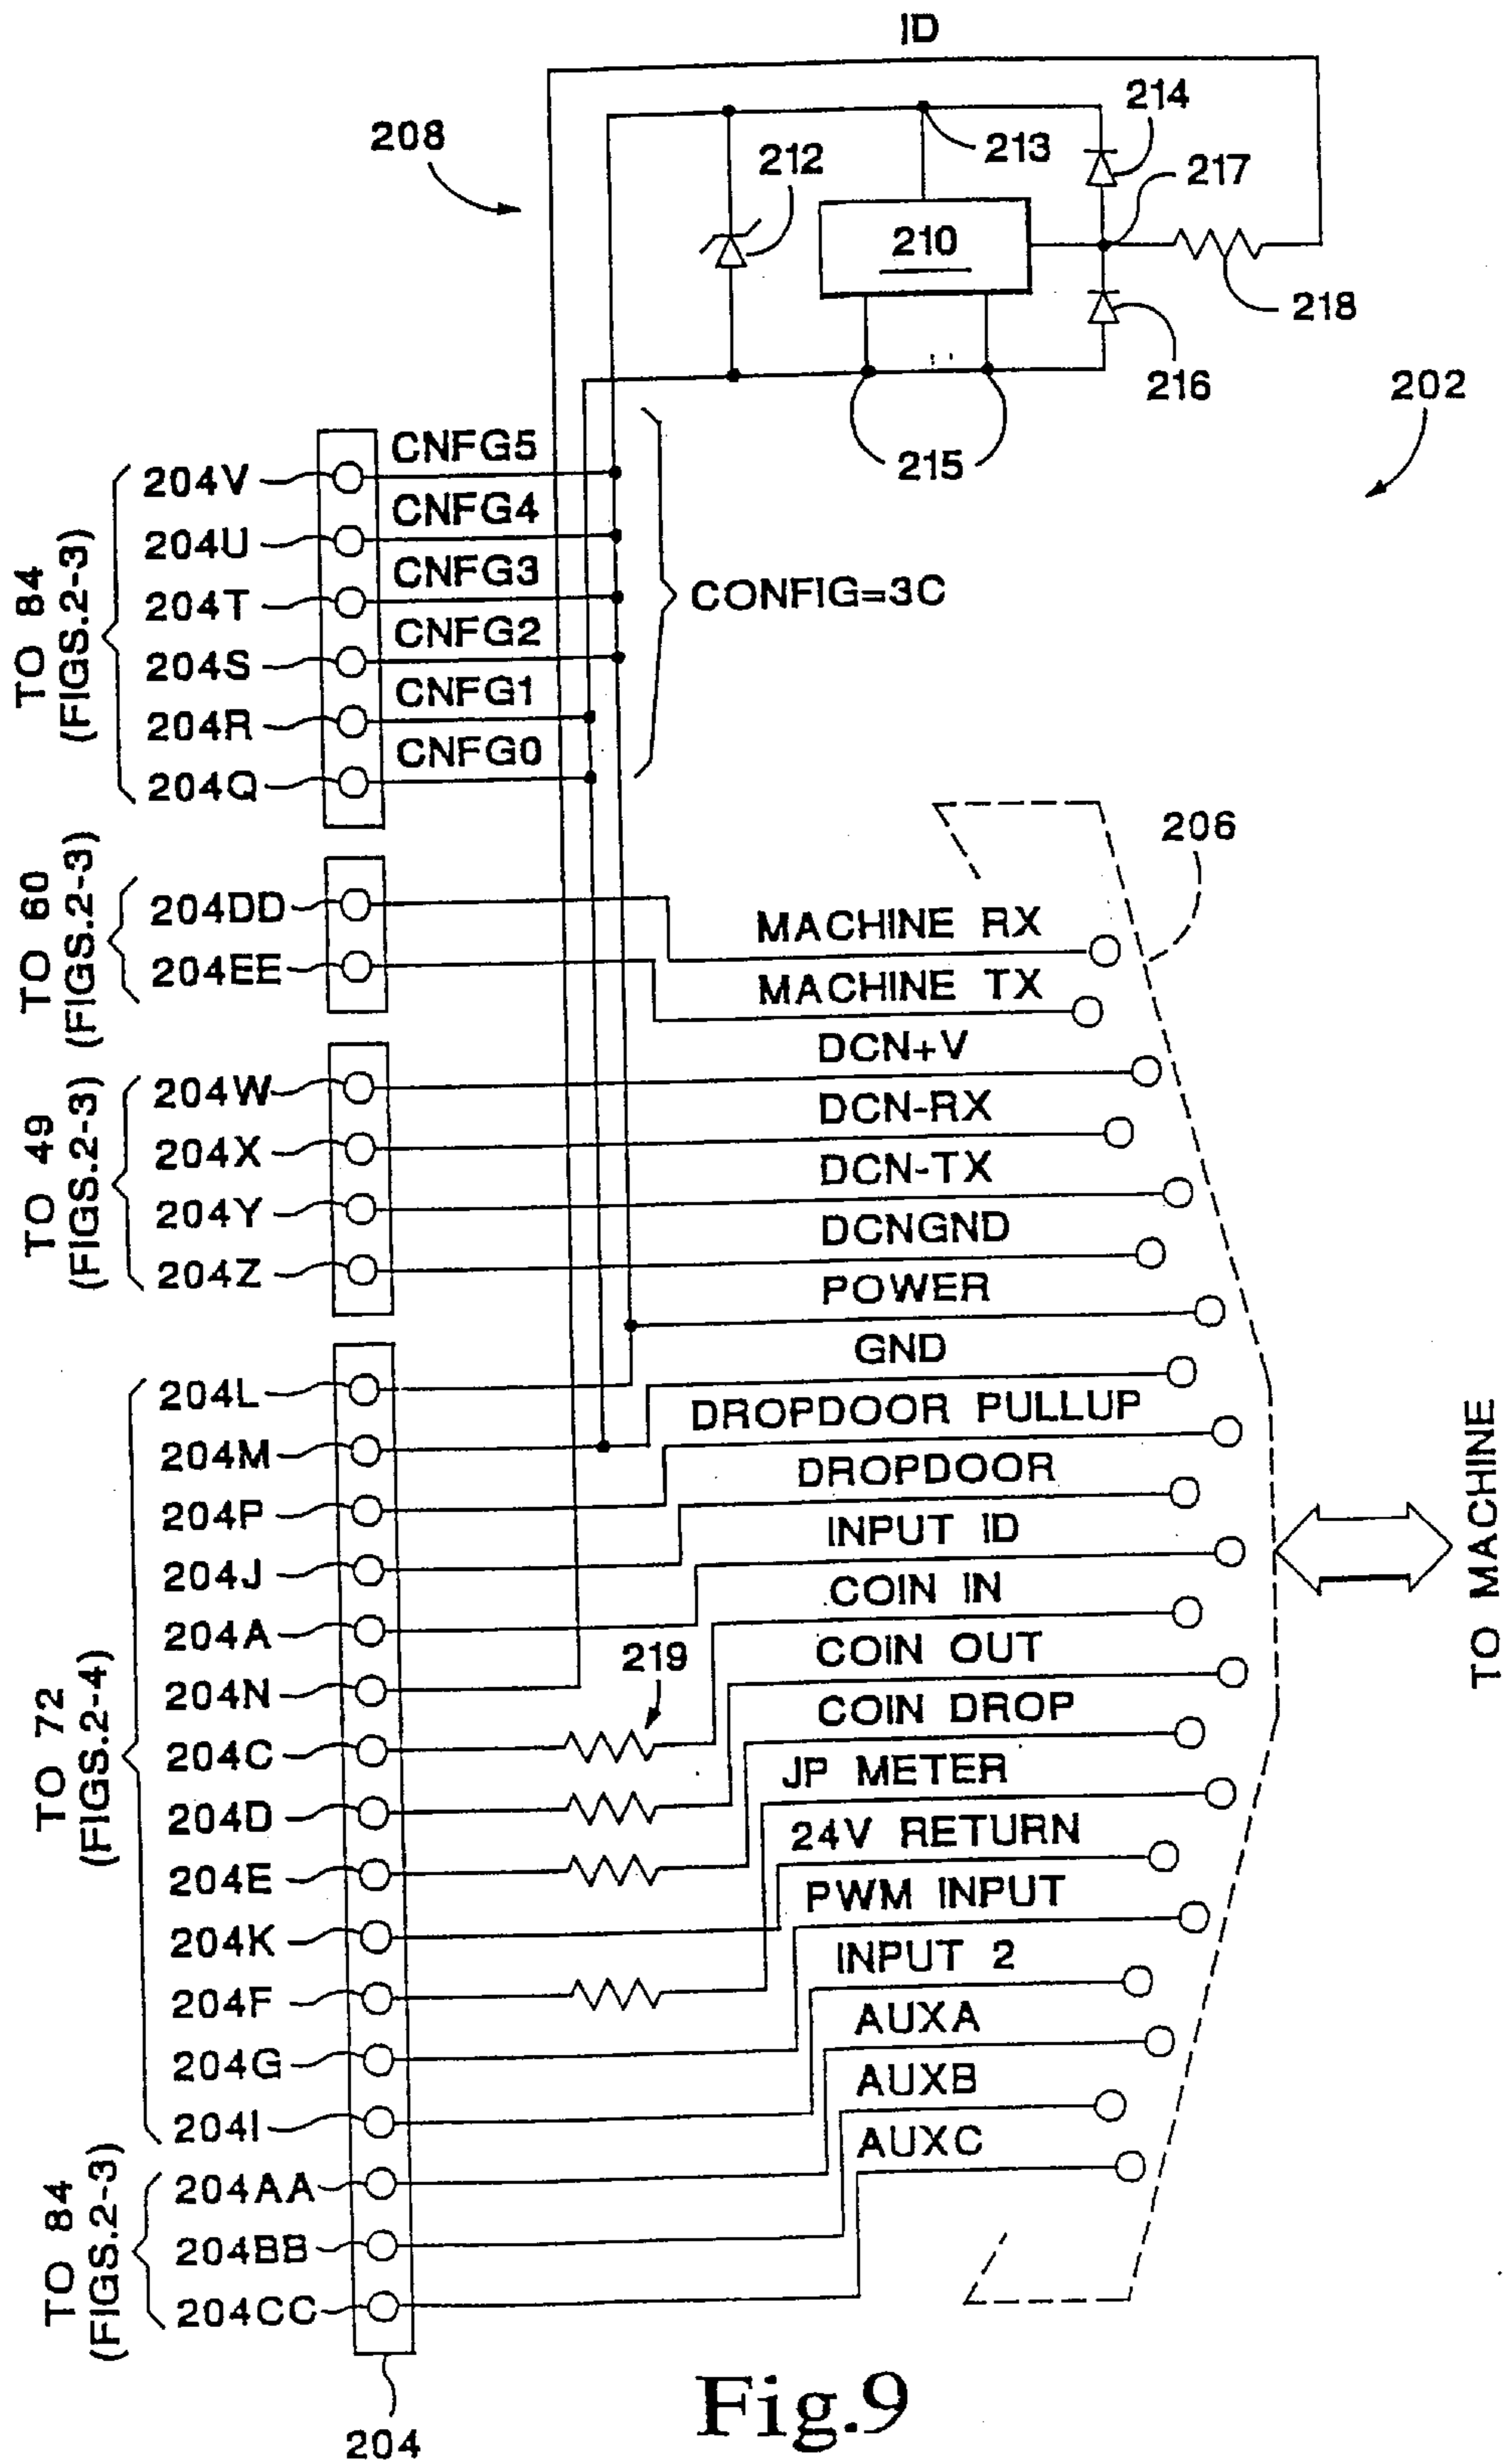 ID
208
212
213
214
217
210
218
216
215
202
TO 84
(FIGS.2-3)
204V CNFG5
204U CNFG4
204T CNFG3
204S CNFG2
204R CNFG1
204Q CNFG0
CONFIG=3C
206
TO 60
(FIGS.2-3)
204DD MACHINE RX
204EE MACHINE TX
TO 49
(FIGS.2-3)
204W DCN+V
204X DCN-RX
204Y DCN-TX
204Z DCNGND
POWER
GND
TO 72
(FIGS.2-4)
204L
204M
204P DROPDOOR PULLUP
204J DROPDOOR
204A INPUT ID
204N
219
204C COIN IN
204D COIN OUT
204E COIN DROP
JP METER
204K 24V RETURN
204F
204G PWM INPUT
204I INPUT 2
TO 84
(FIGS.2-3)
204AA AUXA
204BB AUXB
204CC AUXC
TO MACHINE
204
Fig.9